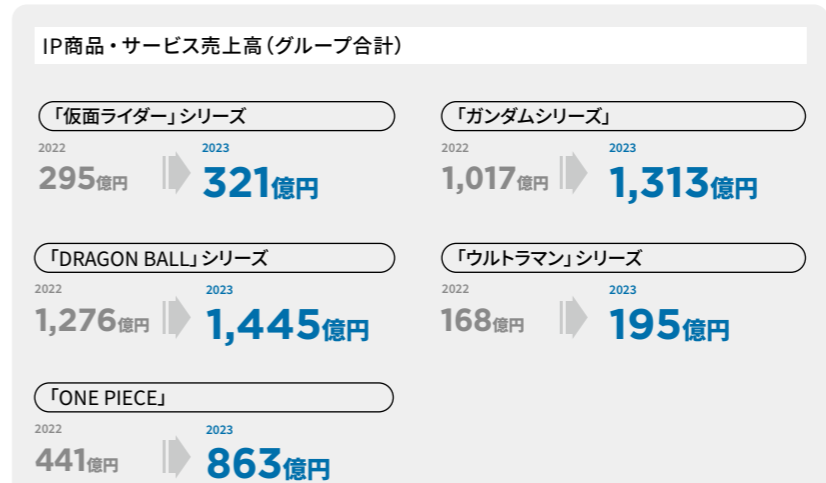 IP商品・サービス売上高（グループ合計）
「仮面ライダー」シリーズ
2022
2023
295億円
321億円
「ガンダムシリーズ」
2022
2023
1,017億円
1,313億円
「DRAGON BALL」シリーズ
2022
2023
1,276億円
1,445億円
「ウルトラマン」シリーズ
2022
2023
168億円
195億円
「ONE PIECE」
2022
2023
441億円
863億円